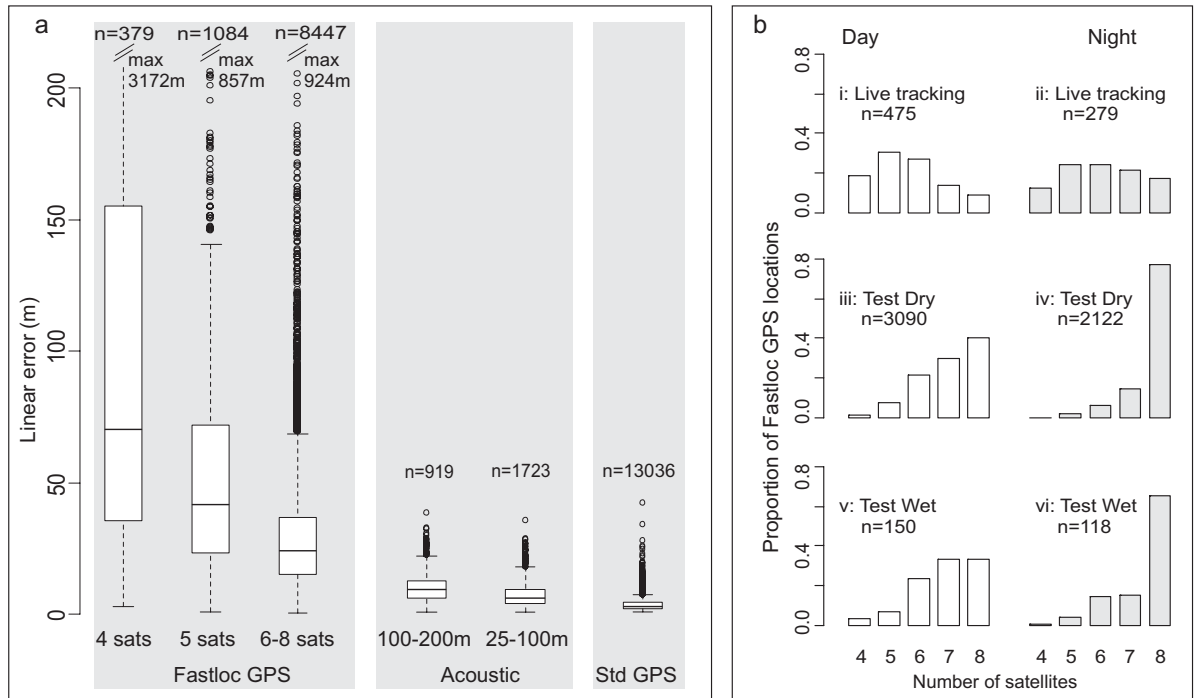 a
n=379 n=1084 n=8447
max 3172m
max 857m
max 924m
Linear error (m)
200
150
100
50
0
n=919 n=1723 n=13036
4 sats 5 sats 6-8 sats 100-200m 25-100m
Fastloc GPS Acoustic Std GPS
b
Day Night
Proportion of Fastloc GPS locations
0.8
0.4
0.0
i: Live tracking
n=475
ii: Live tracking
n=279
0.8
0.4
0.0
iii: Test Dry
n=3090
iv: Test Dry
n=2122
0.8
0.4
0.0
v: Test Wet
n=150
vi: Test Wet
n=118
4 5 6 7 8 4 5 6 7 8
Number of satellites